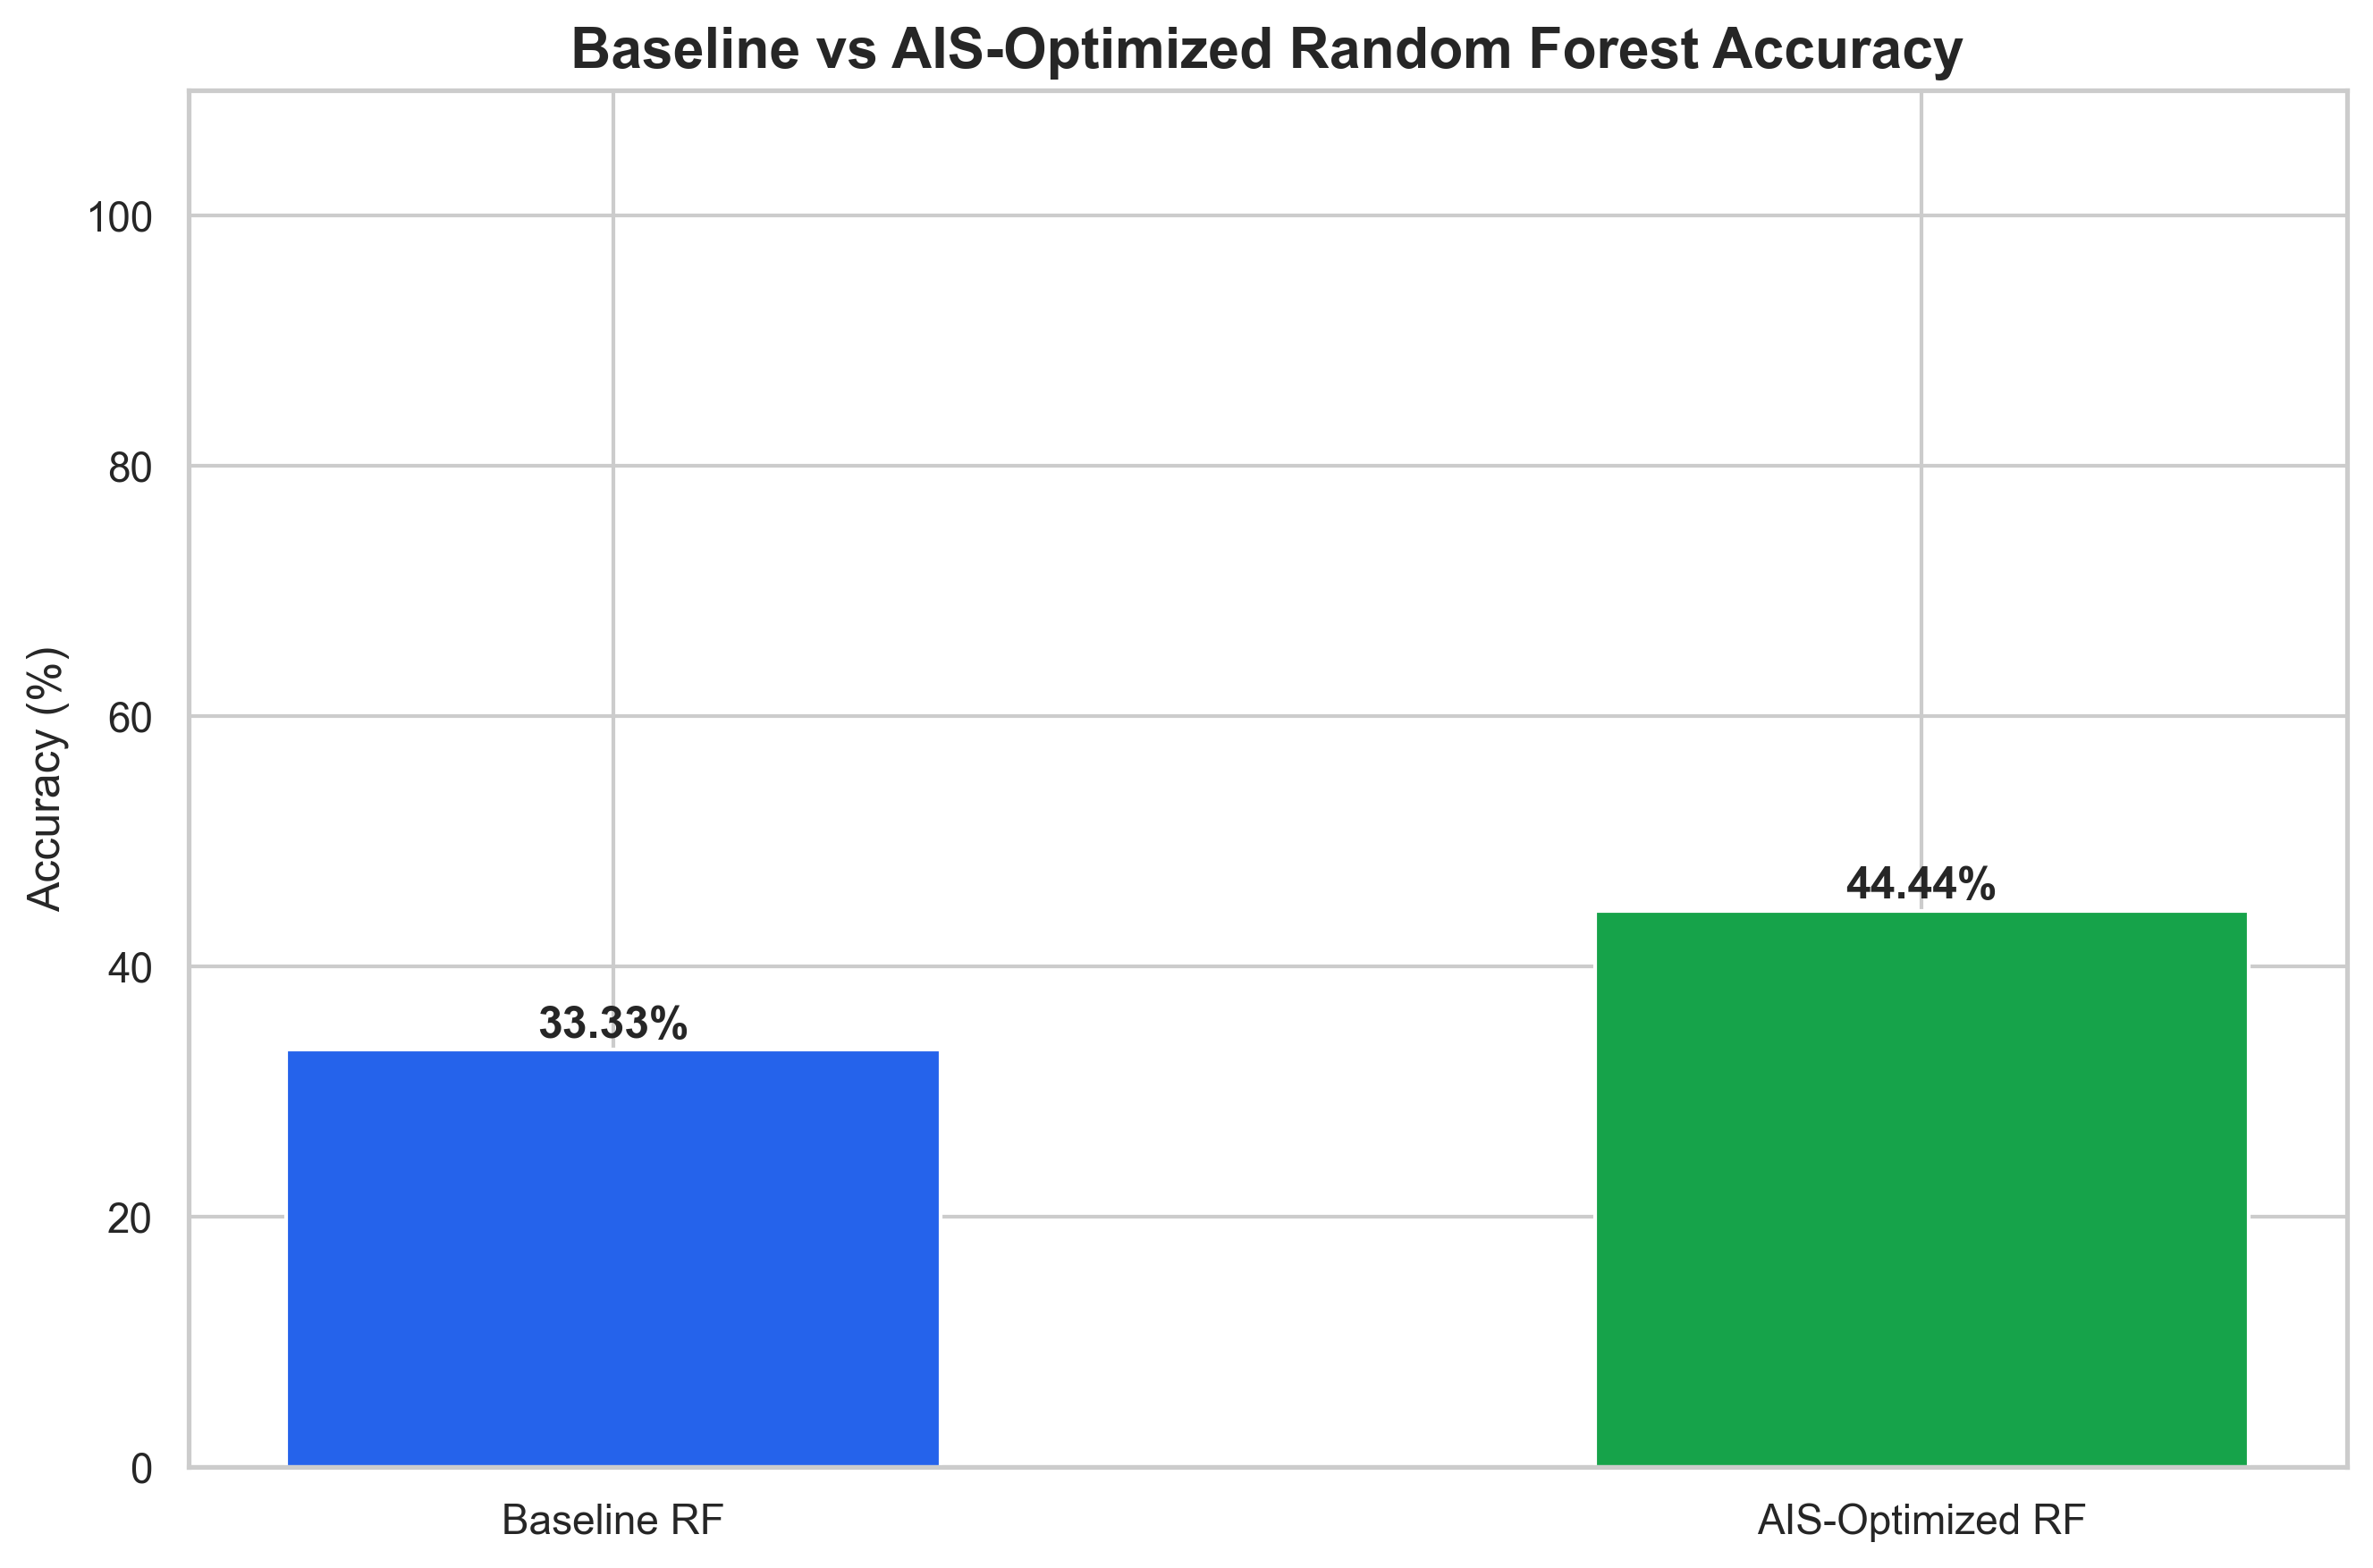 Baseline vs AIS-Optimized Random Forest Accuracy
Accuracy (%)
100
80
60
40
20
0
33.33%
44.44%
Baseline RF
AIS-Optimized RF